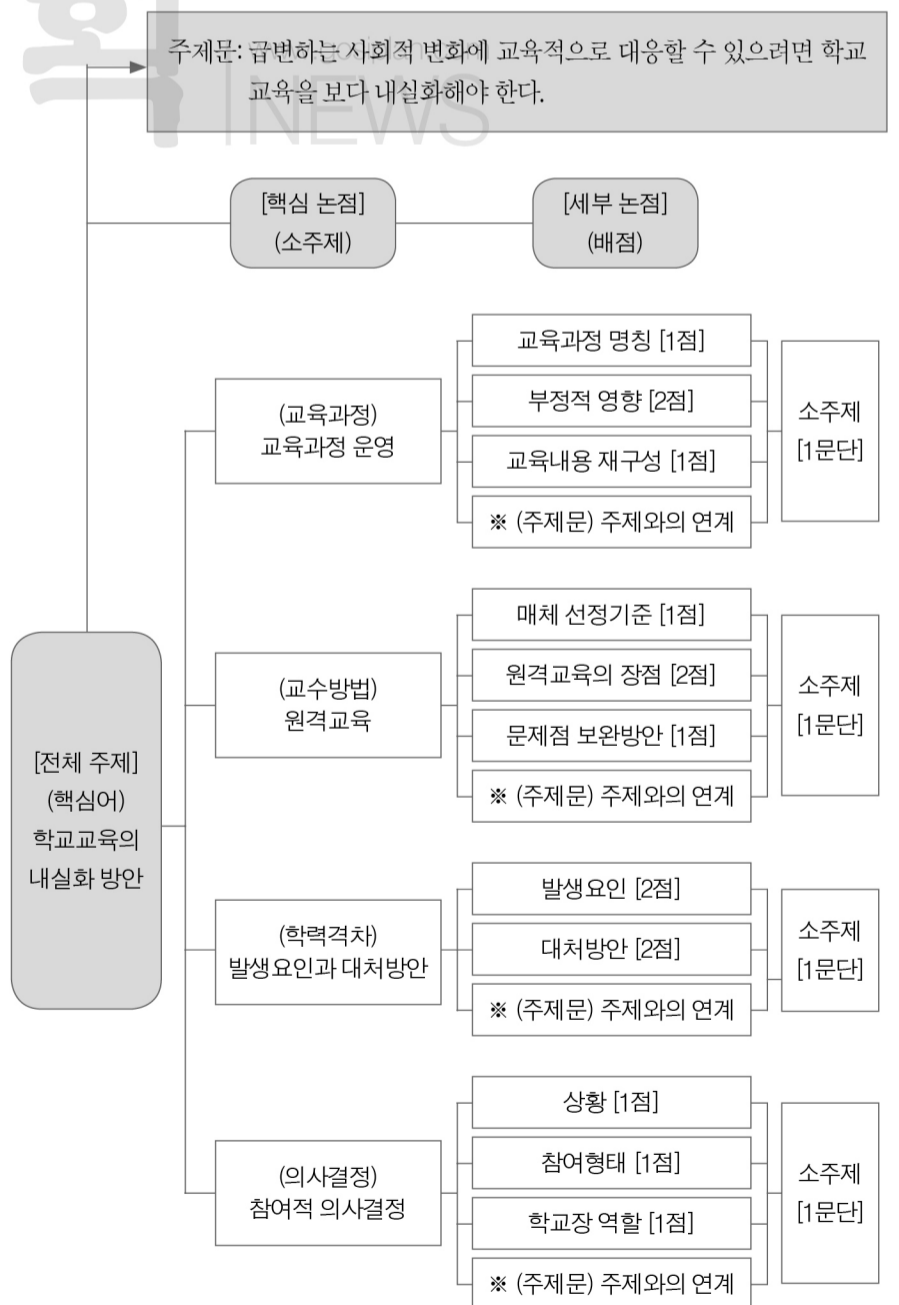 주제문: 급변하는 사회적 변화에 교육적으로 대응할 수 있으려면 학교
교육을 보다 내실화해야 한다.
[핵심 논점]
(소주제)
[세부 논점]
(배점)
[전체 주제]
(핵심어)
학교교육의
내실화 방안
(교육과정)
교육과정 운영
교육과정 명칭 [1점]
부정적 영향 [2점]
교육내용 재구성 [1점]
※ (주제문) 주제와의 연계
소주제
[1문단]
(교수방법)
원격교육
매체 선정기준 [1점]
원격교육의 장점 [2점]
문제점 보완방안 [1점]
※ (주제문) 주제와의 연계
소주제
[1문단]
(학력격차)
발생요인과 대처방안
발생요인 [2점]
대처방안 [2점]
※ (주제문) 주제와의 연계
소주제
[1문단]
(의사결정)
참여적 의사결정
상황 [1점]
참여형태 [1점]
학교장 역할 [1점]
※ (주제문) 주제와의 연계
소주제
[1문단]
NEWS